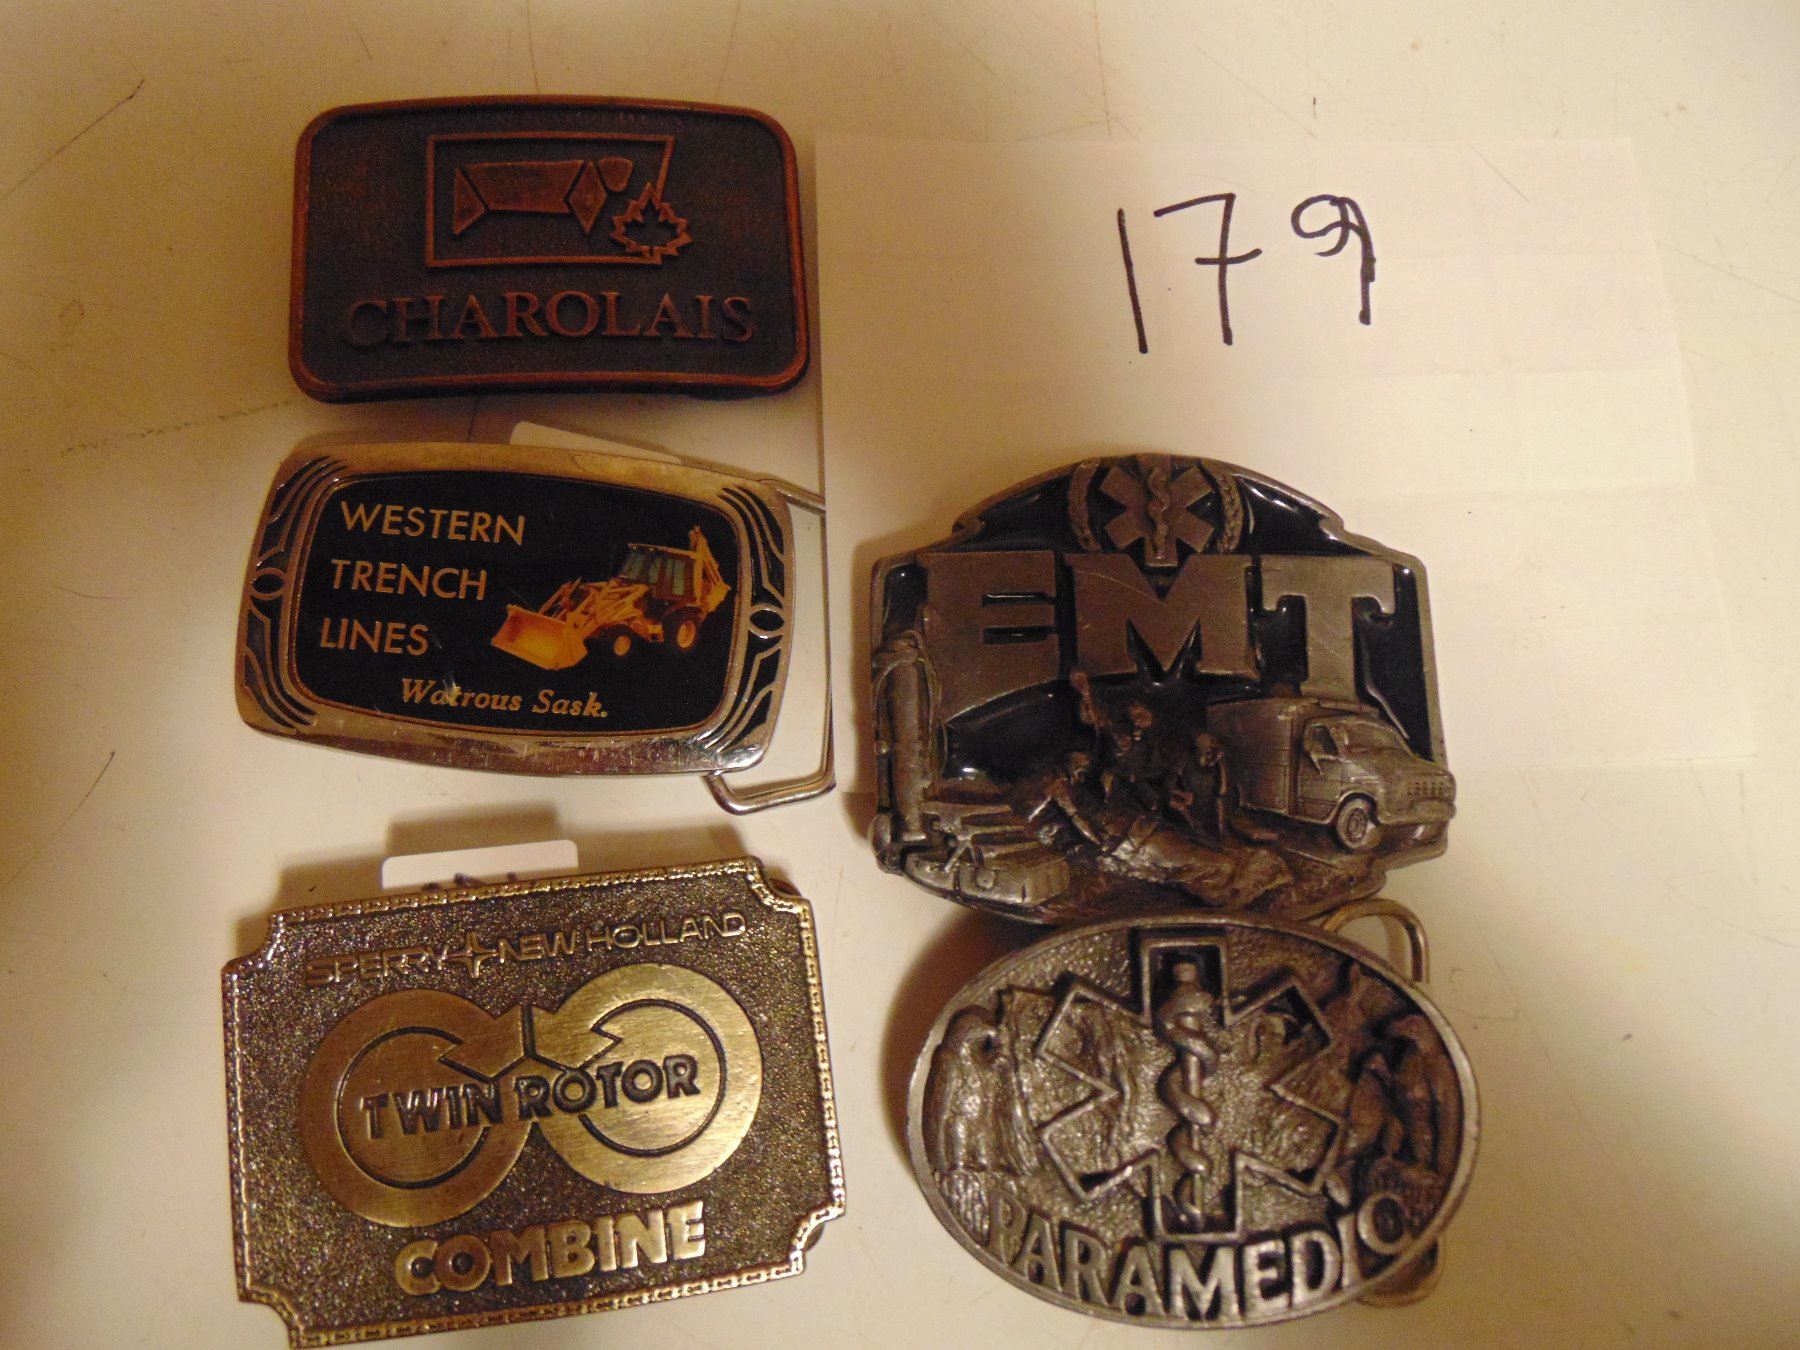 CHAROLAIS
179
WESTERN
TRENCH
LINES
Watrous Sask.
EMT
SPERRY NEW HOLLAND
TWIN ROTOR
COMBINE
PARAMEDIC